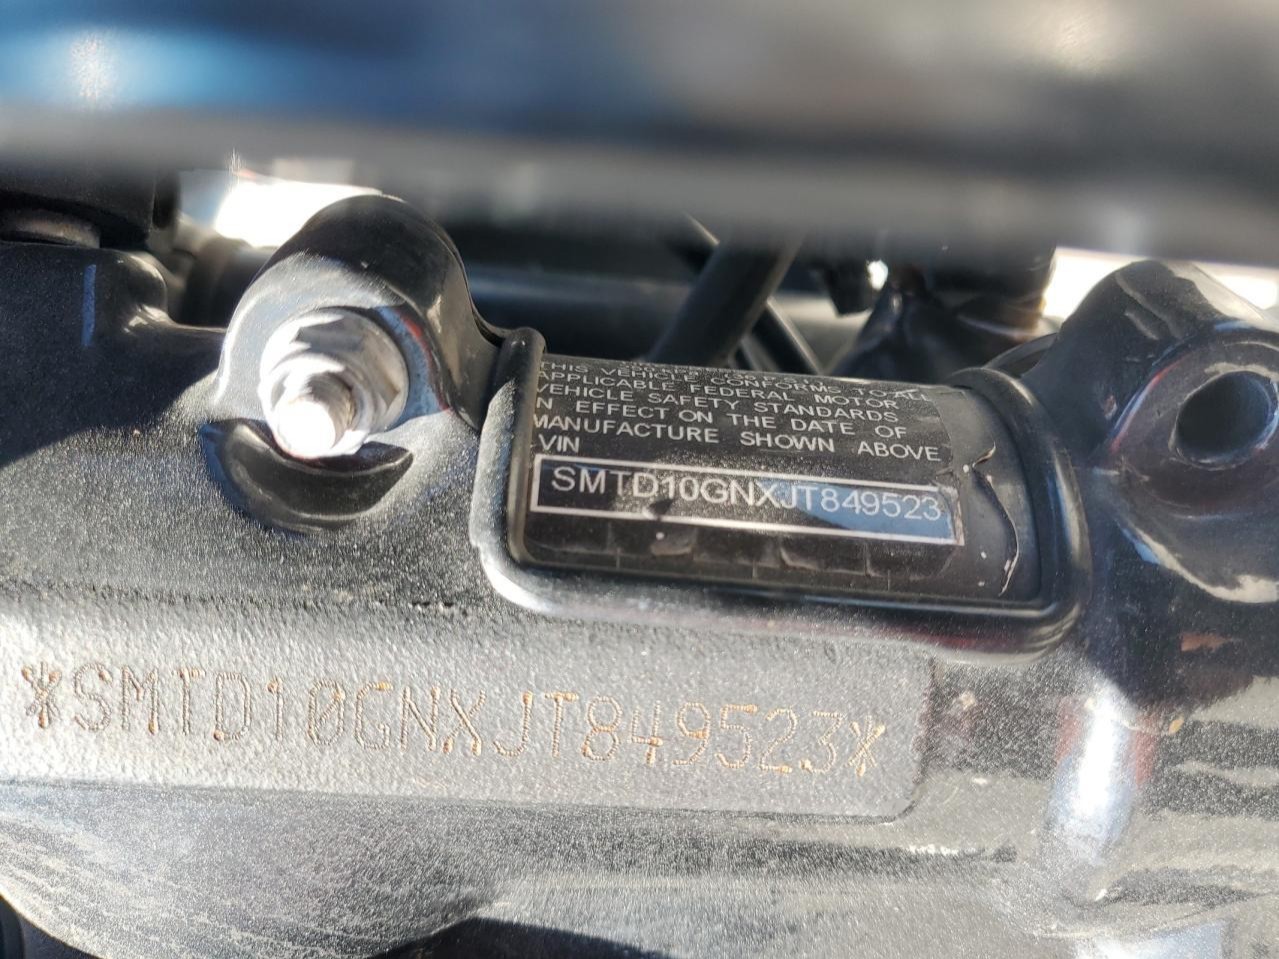 THIS VEHICLE CONFORMS TO ALL
APPLICABLE FEDERAL MOTOR
VEHICLE SAFETY STANDARDS
N EFFECT ON THE DATE OF
MANUFACTURE SHOWN ABOVE
VIN
SMTD10GNXJT849523
*SMTD10GNXJT849523*